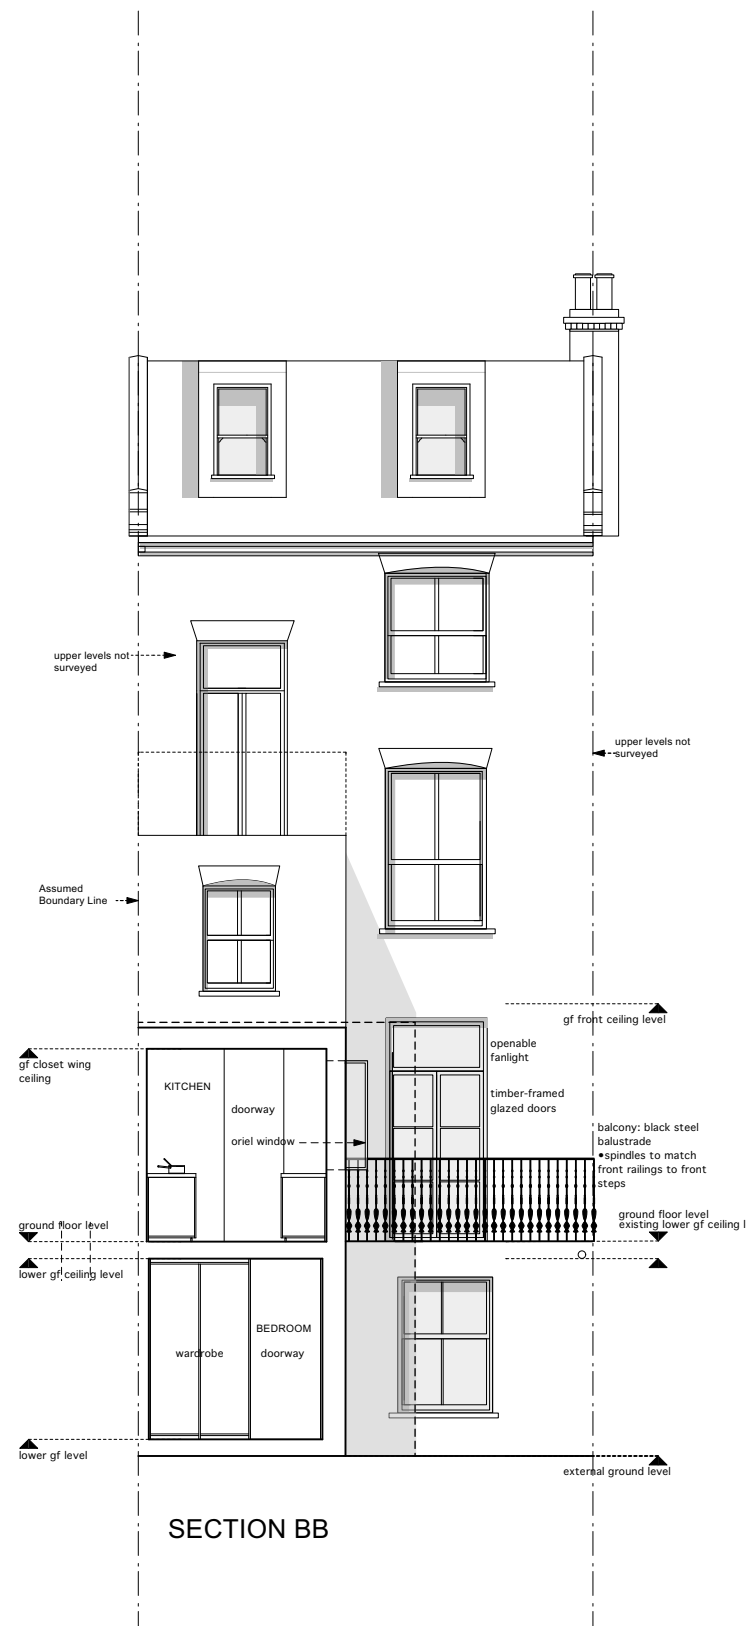 upper levels not
surveyed
upper levels not
surveyed
Assumed
Boundary Line
gf front ceiling level
openable
fanlight
gf closet wing
ceiling
KITCHEN
doorway
timber-framed
glazed doors
oriel window
balcony: black steel
balustrade
•spindles to match
front railings to front
steps
ground floor level
ground floor level
existing lower gf ceiling l
lower gf ceiling level
BEDROOM
wardrobe
doorway
lower gf level
external ground level
SECTION BB